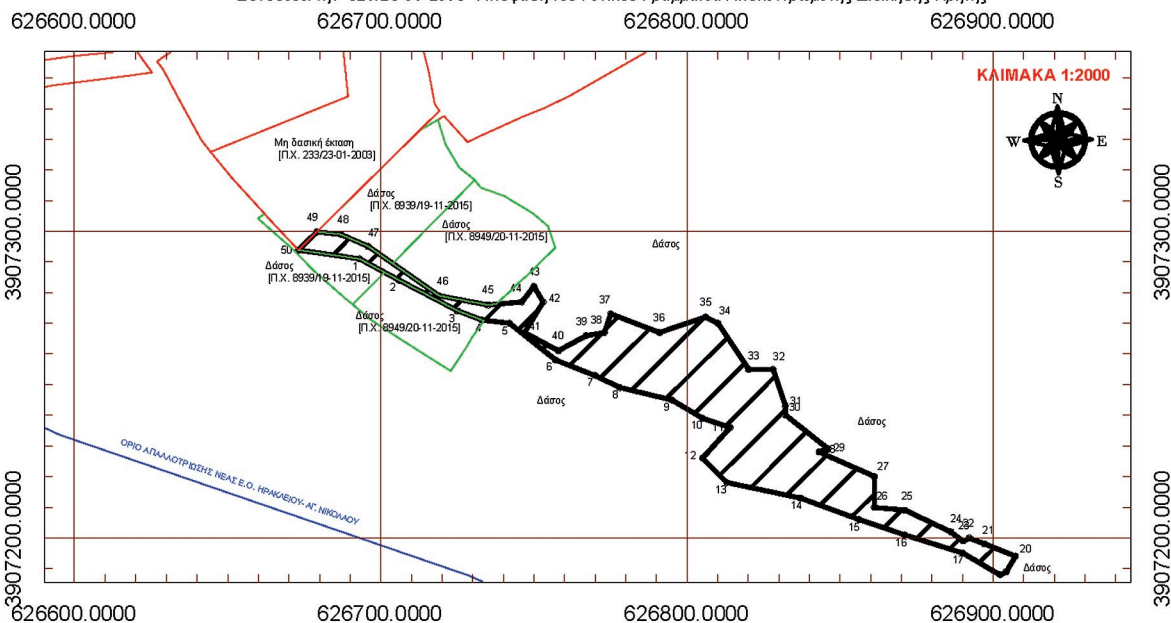 626600.0000 626700.0000 626800.0000 626900.0000
ΚΛΙΜΑΚΑ 1:2000
N
W E
S
3907300.0000
3907300.0000
3907200.0000
3907200.0000
Μη δασική έκταση
[Π.Χ. 233/23-01-2003]
Δάσος
[Π.Χ. 8939/19-11-2015]
Δάσος
[Π.Χ. 8949/20-11-2015]
Δάσος
Δάσος
[Π.Χ. 8939/19-11-2015]
Δάσος
[Π.Χ. 8949/20-11-2015]
Δάσος
Δάσος
Δάσος
49 48
47
50
1
2
46
45
44
43
42
3
4
5
41
40
39
38
37
36
35
34
6
7
8
33
32
9
10
11
31
30
12
29
13
27
14
26
25
15
24
22
23
21
16
17
20
ΟΡΙΟ ΑΠΑΛΛΟΤΡΙΩΣΗΣ ΝΕΑΣ Ε.Ο. ΗΡΑΚΛΕΙΟΥ- ΑΓ. ΝΙΚΟΛΑΟΥ
626600.0000 626700.0000 626800.0000 626900.0000